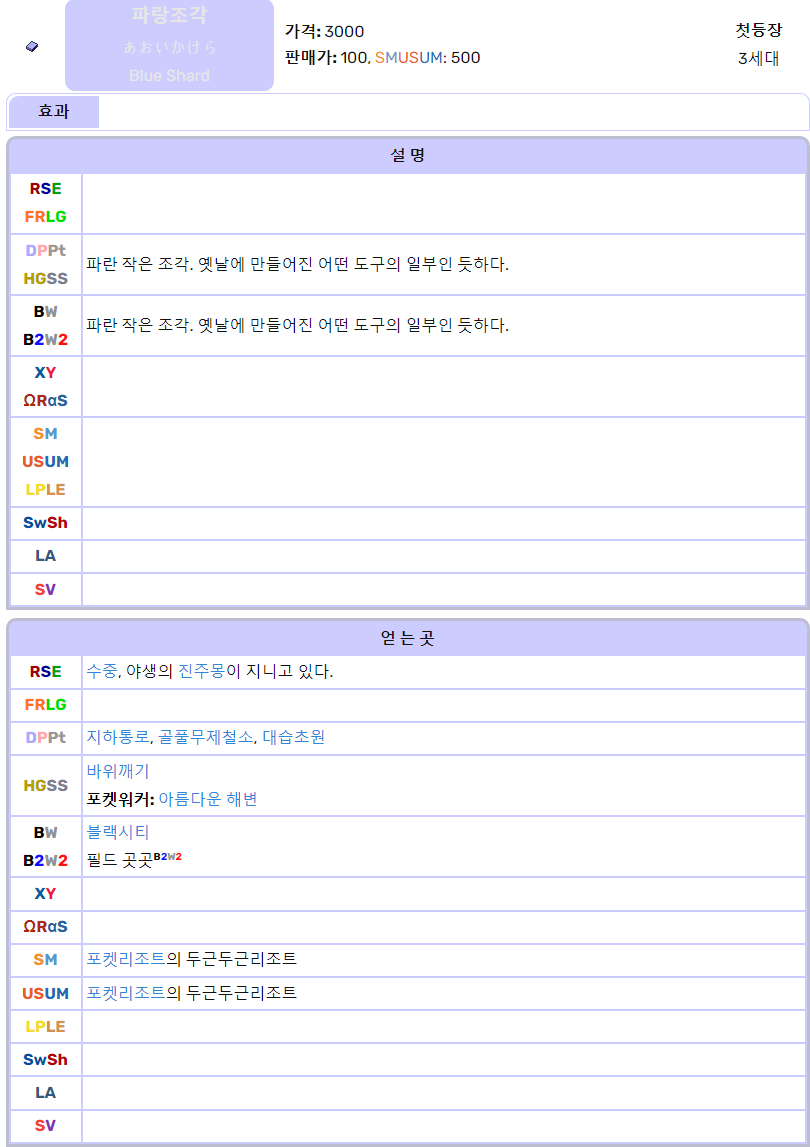 파랑조각
あおいかけら
Blue Shard
가격: 3000
판매가: 100, SMUSUM: 500
첫등장
3세대
효과
설 명
RSE
FRLG
DPPt
HGSS
파란 작은 조각. 옛날에 만들어진 어떤 도구의 일부인 듯하다.
BW
B2W2
파란 작은 조각. 옛날에 만들어진 어떤 도구의 일부인 듯하다.
XY
ΩRαS
SM
USUM
LPLE
SwSh
LA
SV
얻 는 곳
RSE 수중, 야생의 진주몽이 지니고 있다.
FRLG
DPPt 지하통로, 골풀무제철소, 대습초원
HGSS
바위깨기
포켓워커: 아름다운 해변
BW 블랙시티
B2W2 필드 곳곳B2W2
XY
ΩRαS
SM 포켓리조트의 두근두근리조트
USUM 포켓리조트의 두근두근리조트
LPLE
SwSh
LA
SV